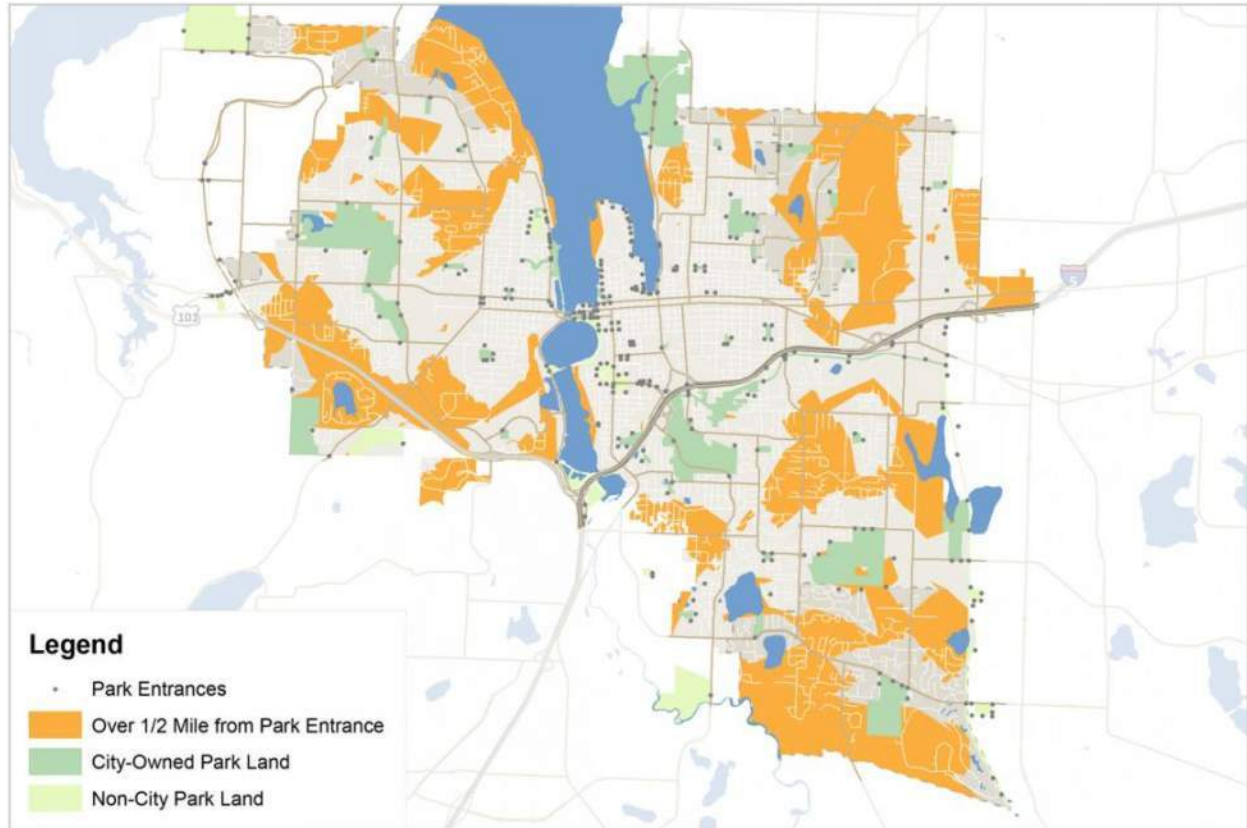 5
102
Legend
Park Entrances
Over 1/2 Mile from Park Entrance
City-Owned Park Land
Non-City Park Land